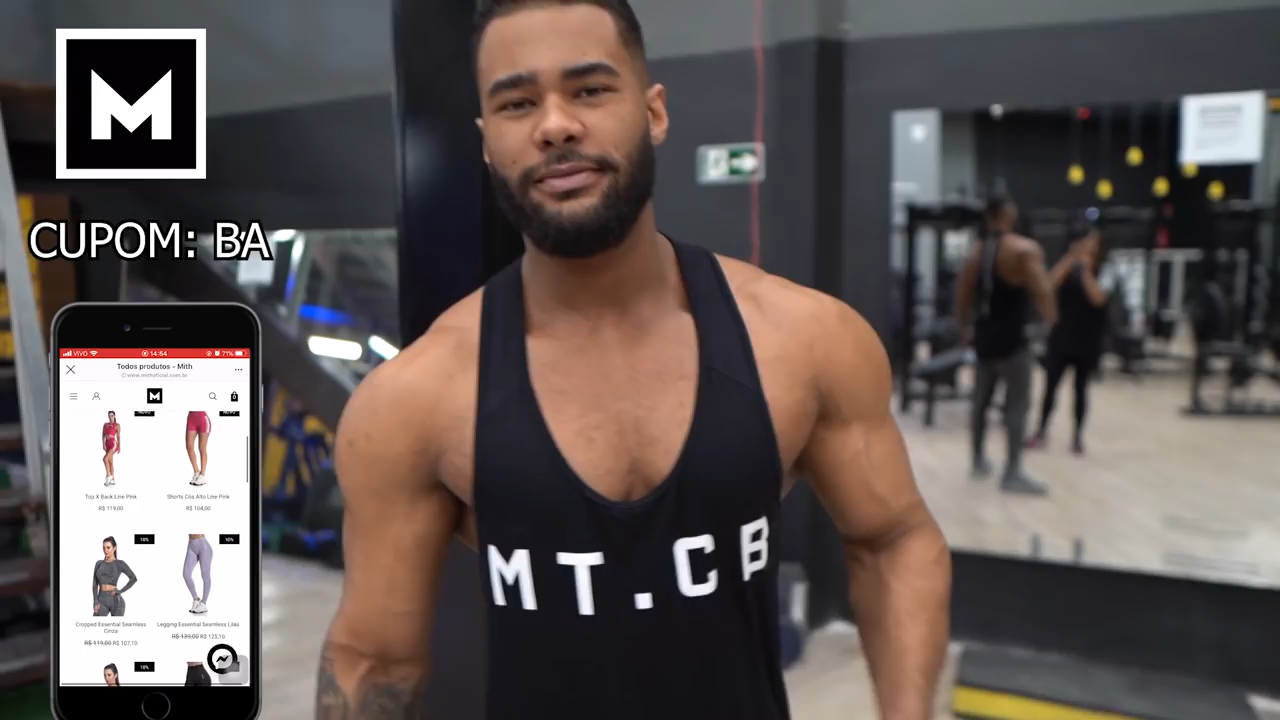 M
CUPOM: BA
VIVO 14:54 71%
Todos produtos - Mith
www.mithoficial.com.br
M
0
Top X Back Line Pink
R$ 119,00
Shorts Cós Alto Line Pink
R$ 104,00
10%
Cropped Essential Seamless
Cinza
R$ 119,00 R$ 107,10
Legging Essential Seamless Lilas
R$ 139,00 R$ 125,10
MT.CB